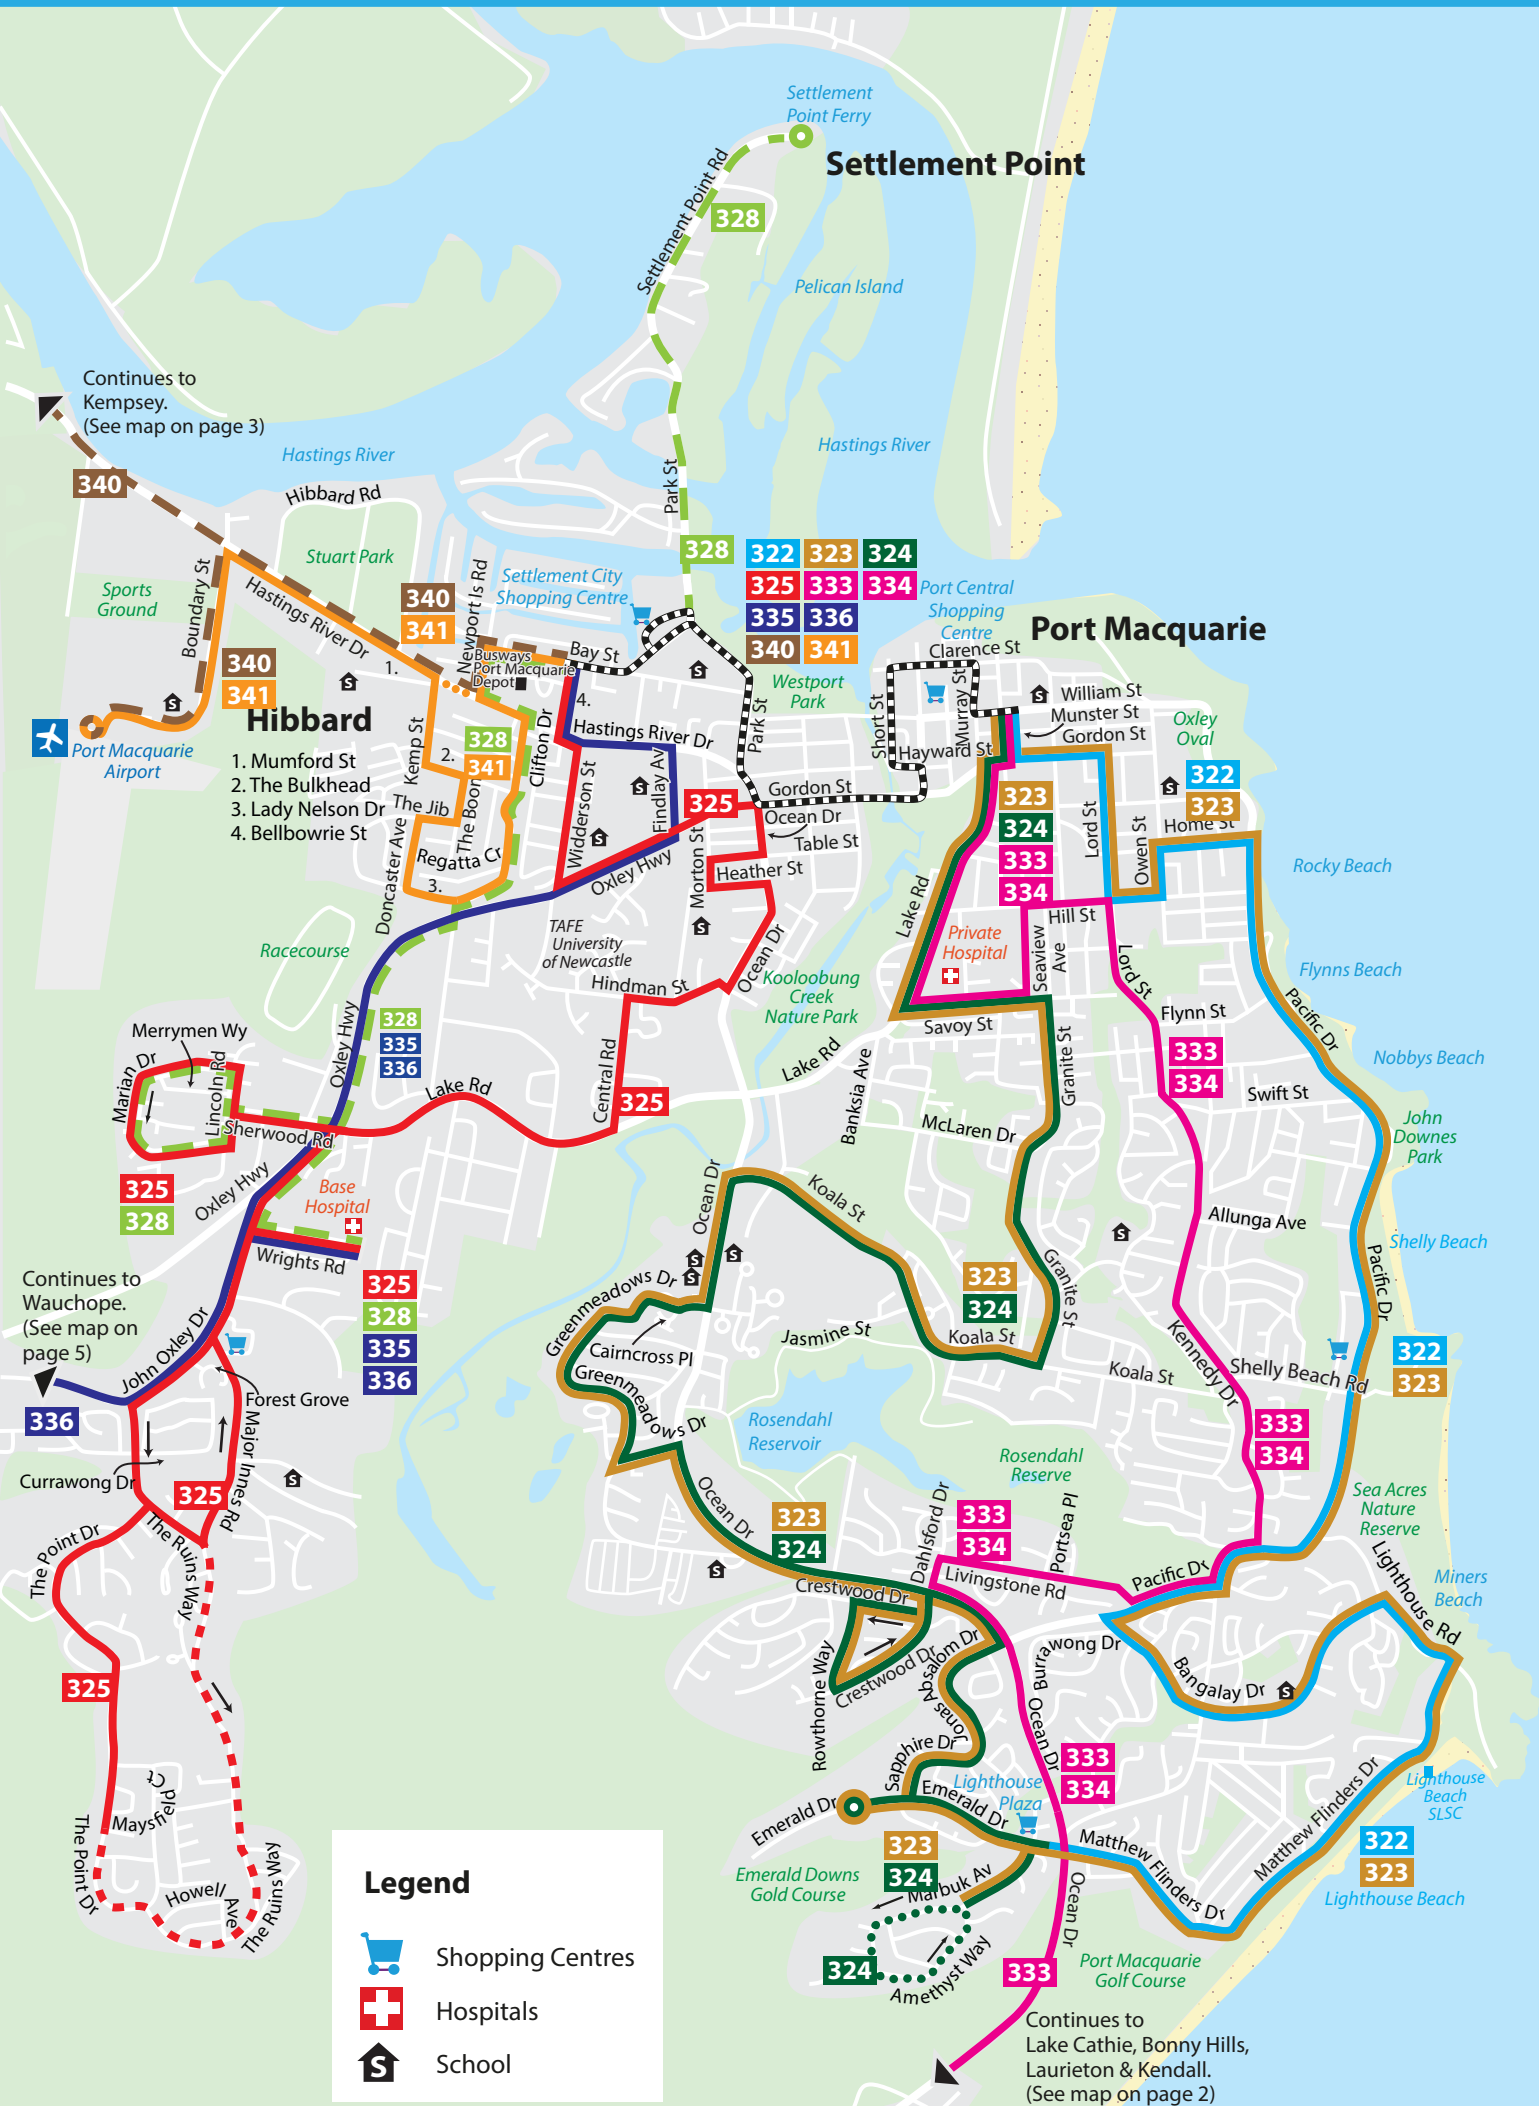 Settlement
Point Ferry
Settlement Point
Settlement Point Rd
328
Pelican Island
Continues to
Kempsey.
(See map on page 3)
Hastings River
Hastings River
340
Hibbard Rd
Park St
Stuart Park
Sports
Ground
Boundary St
Hastings River Dr
340
341
Newport Is Rd
Settlement City
Shopping Centre
328
322 323 324
325 333 334
335 336
340 341
Port Central
Shopping
Centre
Port Macquarie
Clarence St
Bay St
Busways
Port Macquarie
Depot
1.
340
341
Westport
Park
William St
Munster St
Gordon St
Oxley
Oval
Murray St
Short St
Hayward St
Park St
4.
Hastings River Dr
Hibbard
1. Mumford St
2. The Bulkhead
3. Lady Nelson Dr
4. Bellbowrie St
Port Macquarie
Airport
Kemp St
2.
328
341
Clifton Dr
The Jib
The Boom
Regatta Cr
3.
Doncaster Ave
Widderson St
Findlay Av
325
Gordon St
Ocean Dr
Table St
Oxley Hwy
Morton St
Heather St
322
323
Home St
323
324
333
334
Lord St
Owen St
Rocky Beach
Lake Rd
Hill St
Private
Hospital
Seaview
Ave
Lord St
Flynns Beach
Racecourse
TAFE
University
of Newcastle
Hindman St
Ocean Dr
Kooloobung
Creek
Nature Park
Savoy St
Flynn St
Pacific Dr
Nobbys Beach
Merrymen Wy
Marian Dr
Lincoln Rd
Oxley Hwy
328
335
336
Lake Rd
Central Rd
325
Lake Rd
Banksia Ave
Granite St
333
334
Swift St
McLaren Dr
John
Downes
Park
Sherwood Rd
325
328
Oxley Hwy
Base
Hospital
Ocean Dr
Koala St
Allunga Ave
Shelly Beach
Pacific Dr
Wrights Rd
Continues to
Wauchope.
(See map on
page 5)
325
328
335
336
Greenmeadows Dr
323
324
Granite St
Koala St
Jasmine St
Cairncross Pl
Greenmeadows Dr
John Oxley Dr
336
Forest Grove
Major Innes Rd
Currawong Dr
325
Koala St
Kennedy Dr
Shelly Beach Rd
322
323
333
334
Rosendahl
Reservoir
Rosendahl
Reserve
Sea Acres
Nature
Reserve
The Point Dr
The Ruins Way
Ocean Dr
323
324
Dahlsford Dr
333
334
Portsea Pl
Pacific Dr
Livingstone Rd
Lighthouse Rd
Miners
Beach
Crestwood Dr
Rowthorne Way
Crestwood Dr
Jonas Absalom Dr
Burrawong Dr
Bangalay Dr
325
Ocean Dr
Sapphire Dr
333
334
Lighthouse
Plaza
Emerald Dr
Emerald Dr
Matthew Flinders Dr
Matthew Flinders Dr
Lighthouse
Beach
SLSC
322
323
Lighthouse Beach
Maysfield Ct
The Point Dr
Howell
Ave
The Ruins Way
323
324
Emerald Downs
Gold Course
Marbuk Av
Amethyst Way
324
Ocean Dr
333
Port Macquarie
Golf Course
Continues to
Lake Cathie, Bonny Hills,
Laurieton & Kendall.
(See map on page 2)
Legend
Shopping Centres
Hospitals
S School